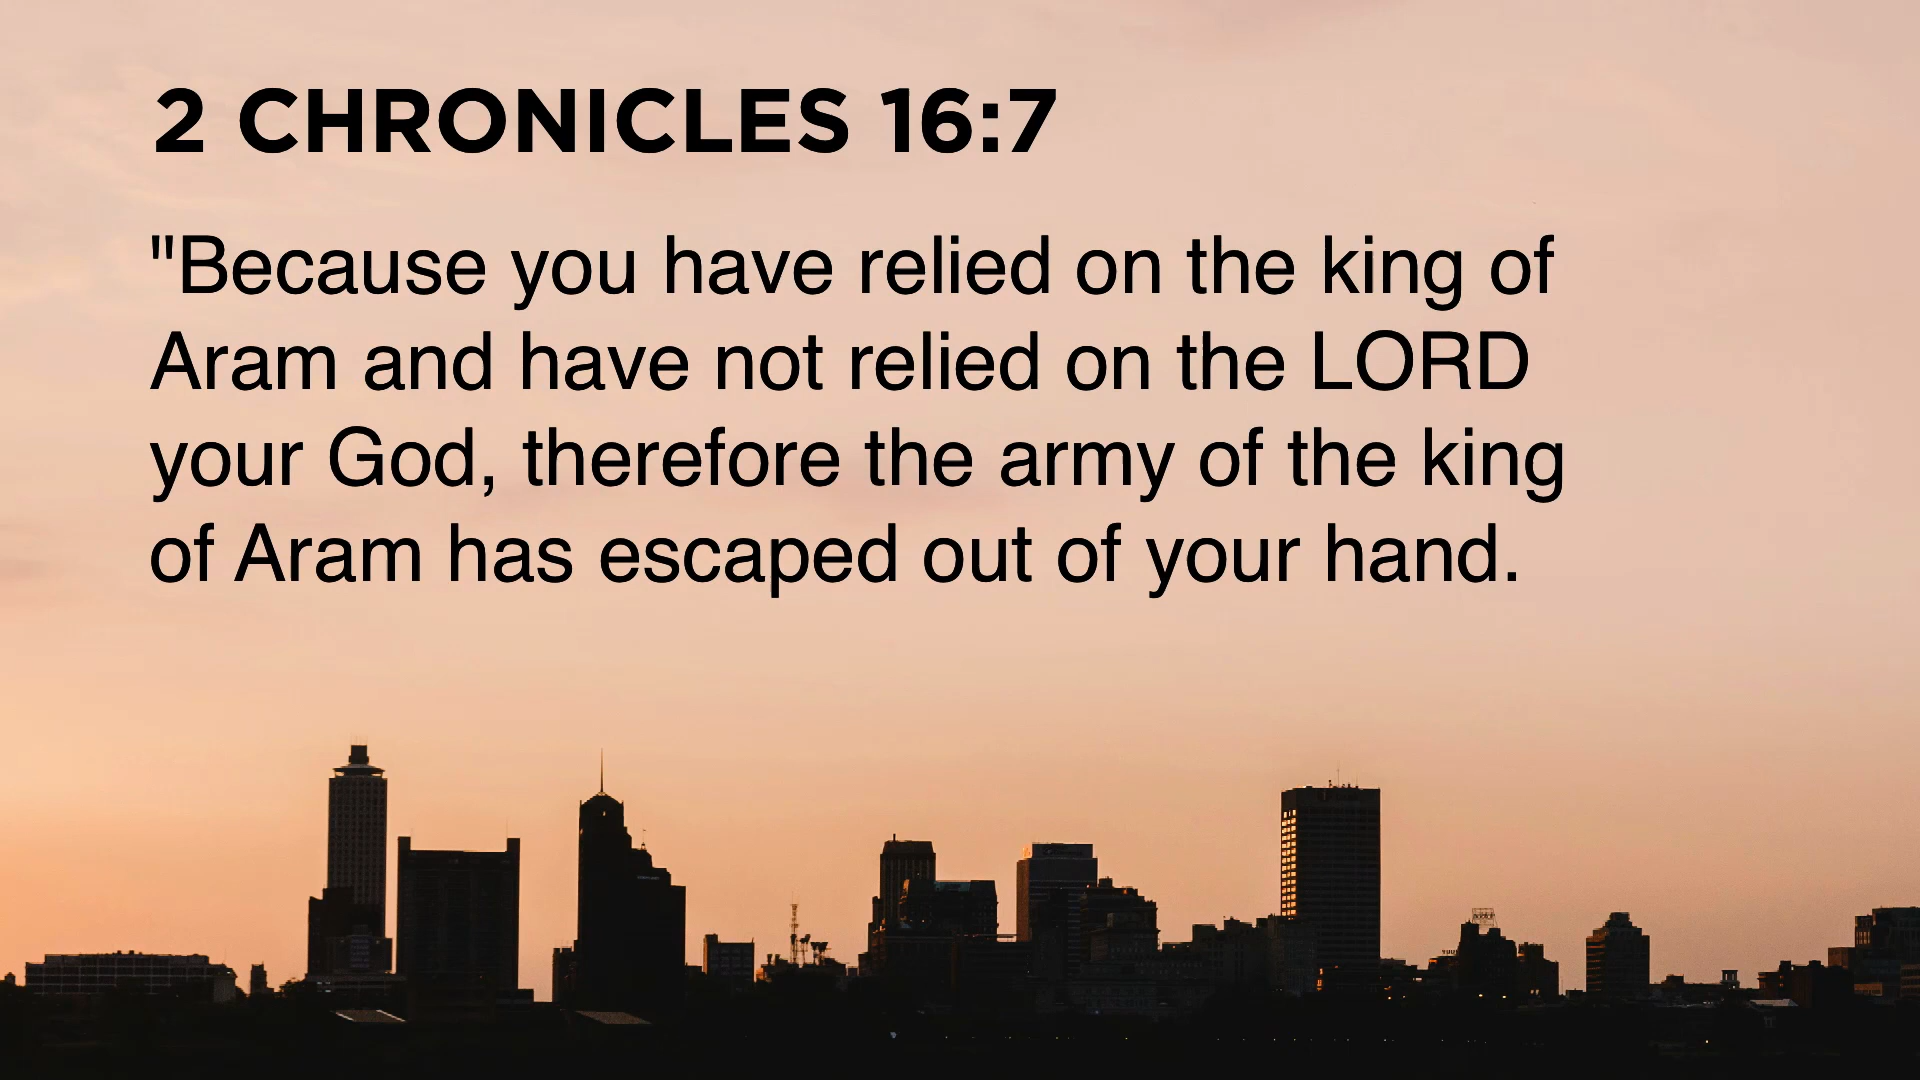 2 CHRONICLES 16:7
"Because you have relied on the king of
Aram and have not relied on the LORD
your God, therefore the army of the king
of Aram has escaped out of your hand.